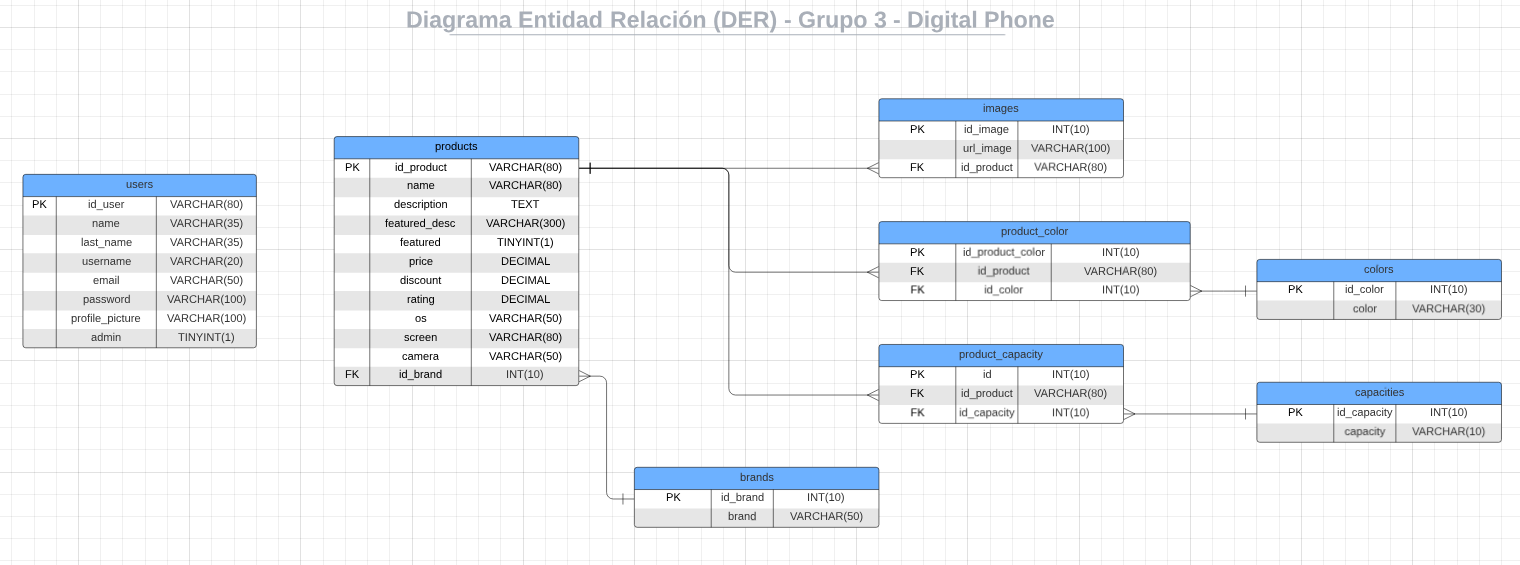 Diagrama Entidad Relación (DER) - Grupo 3 - Digital Phone
users
PK id_user VARCHAR(80)
name VARCHAR(35)
last_name VARCHAR(35)
username VARCHAR(20)
email VARCHAR(50)
password VARCHAR(100)
profile_picture VARCHAR(100)
admin TINYINT(1)
products
PK id_product VARCHAR(80)
name VARCHAR(80)
description TEXT
featured_desc VARCHAR(300)
featured TINYINT(1)
price DECIMAL
discount DECIMAL
rating DECIMAL
os VARCHAR(50)
screen VARCHAR(80)
camera VARCHAR(50)
FK id_brand INT(10)
images
PK id_image INT(10)
url_image VARCHAR(100)
FK id_product VARCHAR(80)
product_color
PK id_product_color INT(10)
FK id_product VARCHAR(80)
FK id_color INT(10)
colors
PK id_color INT(10)
color VARCHAR(30)
product_capacity
PK id INT(10)
FK id_product VARCHAR(80)
FK id_capacity INT(10)
capacities
PK id_capacity INT(10)
capacity VARCHAR(10)
brands
PK id_brand INT(10)
brand VARCHAR(50)